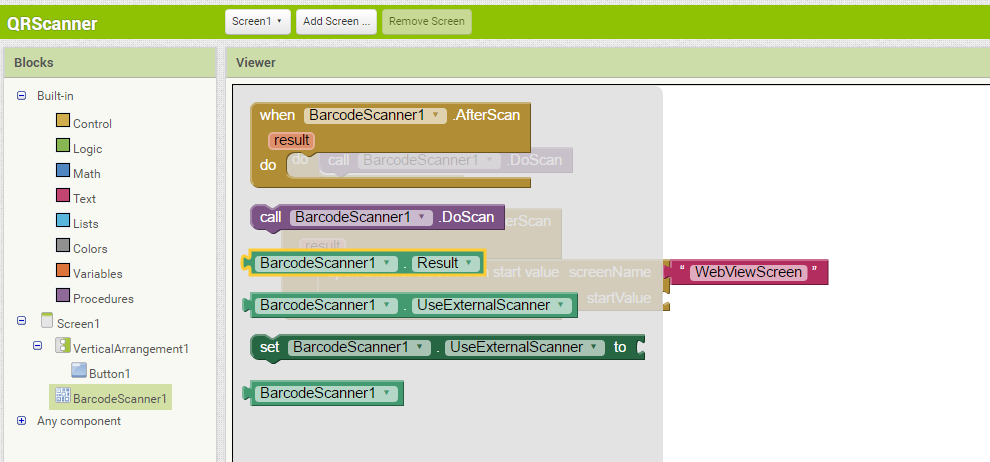 QRScanner
Screen1
Add Screen ...
Remove Screen
Blocks
Viewer
Built-in
Control
Logic
Math
Text
Lists
Colors
Variables
Procedures
Screen1
VerticalArrangement1
Button1
BarcodeScanner1
Any component
when BarcodeScanner1 .AfterScan
result
do
do call BarcodeScanner1 .DoScan
call BarcodeScanner1 .DoScan
result
BarcodeScanner1 . Result
start value screenName " WebViewScreen "
startValue
BarcodeScanner1 . UseExternalScanner
set BarcodeScanner1 . UseExternalScanner to
BarcodeScanner1